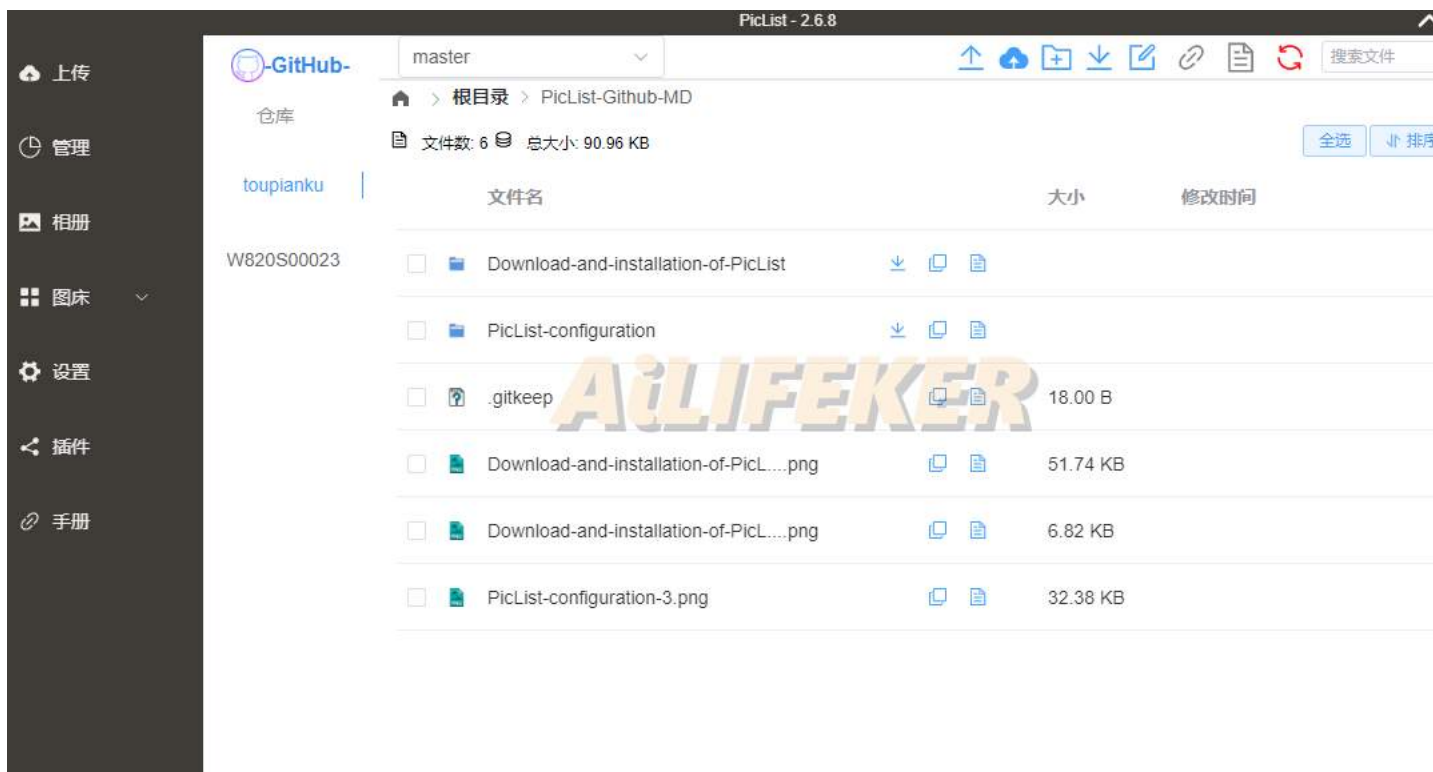 PicList - 2.6.8
上传
管理
相册
图床
设置
插件
手册
-GitHub-
仓库
toupianku
W820S00023
master
搜索文件
> 根目录 > PicList-Github-MD
文件数: 6 总大小: 90.96 KB
全选 排序
文件名 大小 修改时间
Download-and-installation-of-PicList
PicList-configuration
.gitkeep 18.00 B
Download-and-installation-of-PicL....png 51.74 KB
Download-and-installation-of-PicL....png 6.82 KB
PicList-configuration-3.png 32.38 KB
AiLIFEKER